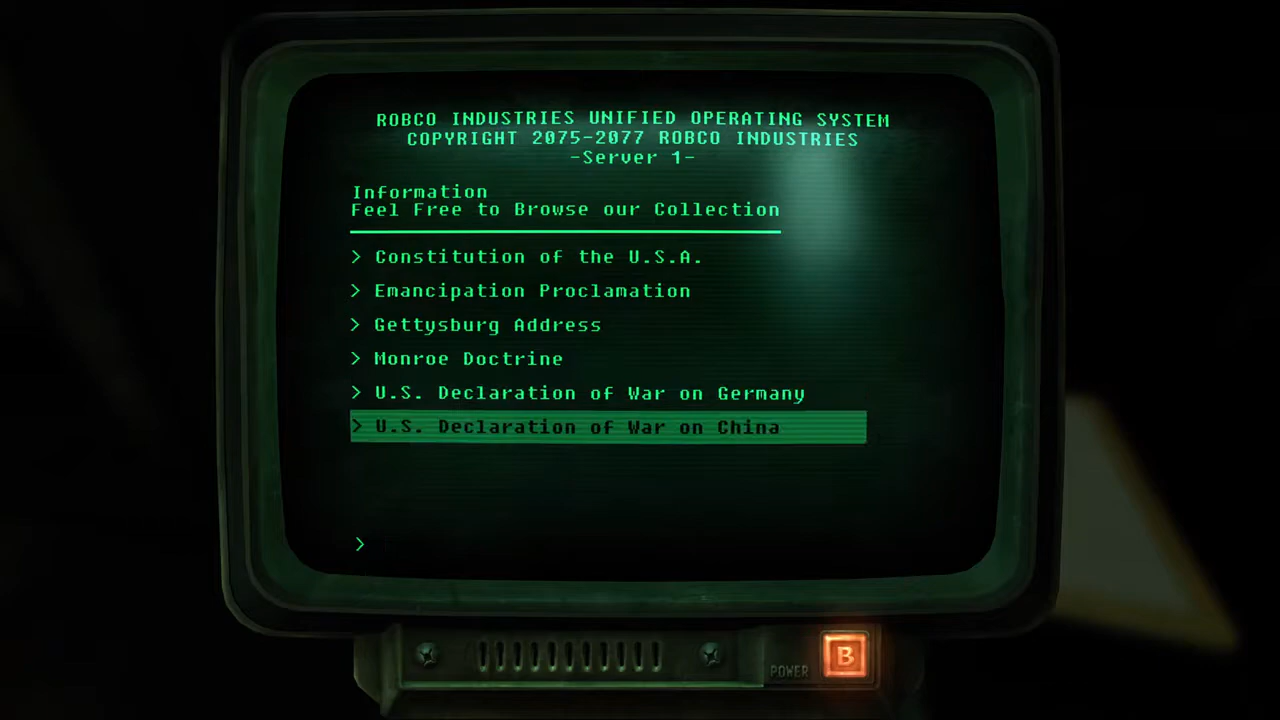 ROBCO INDUSTRIES UNIFIED OPERATING SYSTEM
COPYRIGHT 2075-2077 ROBCO INDUSTRIES
-Server 1-
Information
Feel Free to Browse our Collection
> Constitution of the U.S.A.
> Emancipation Proclamation
> Gettysburg Address
> Monroe Doctrine
> U.S. Declaration of War on Germany
> U.S. Declaration of War on China
>
POWER B